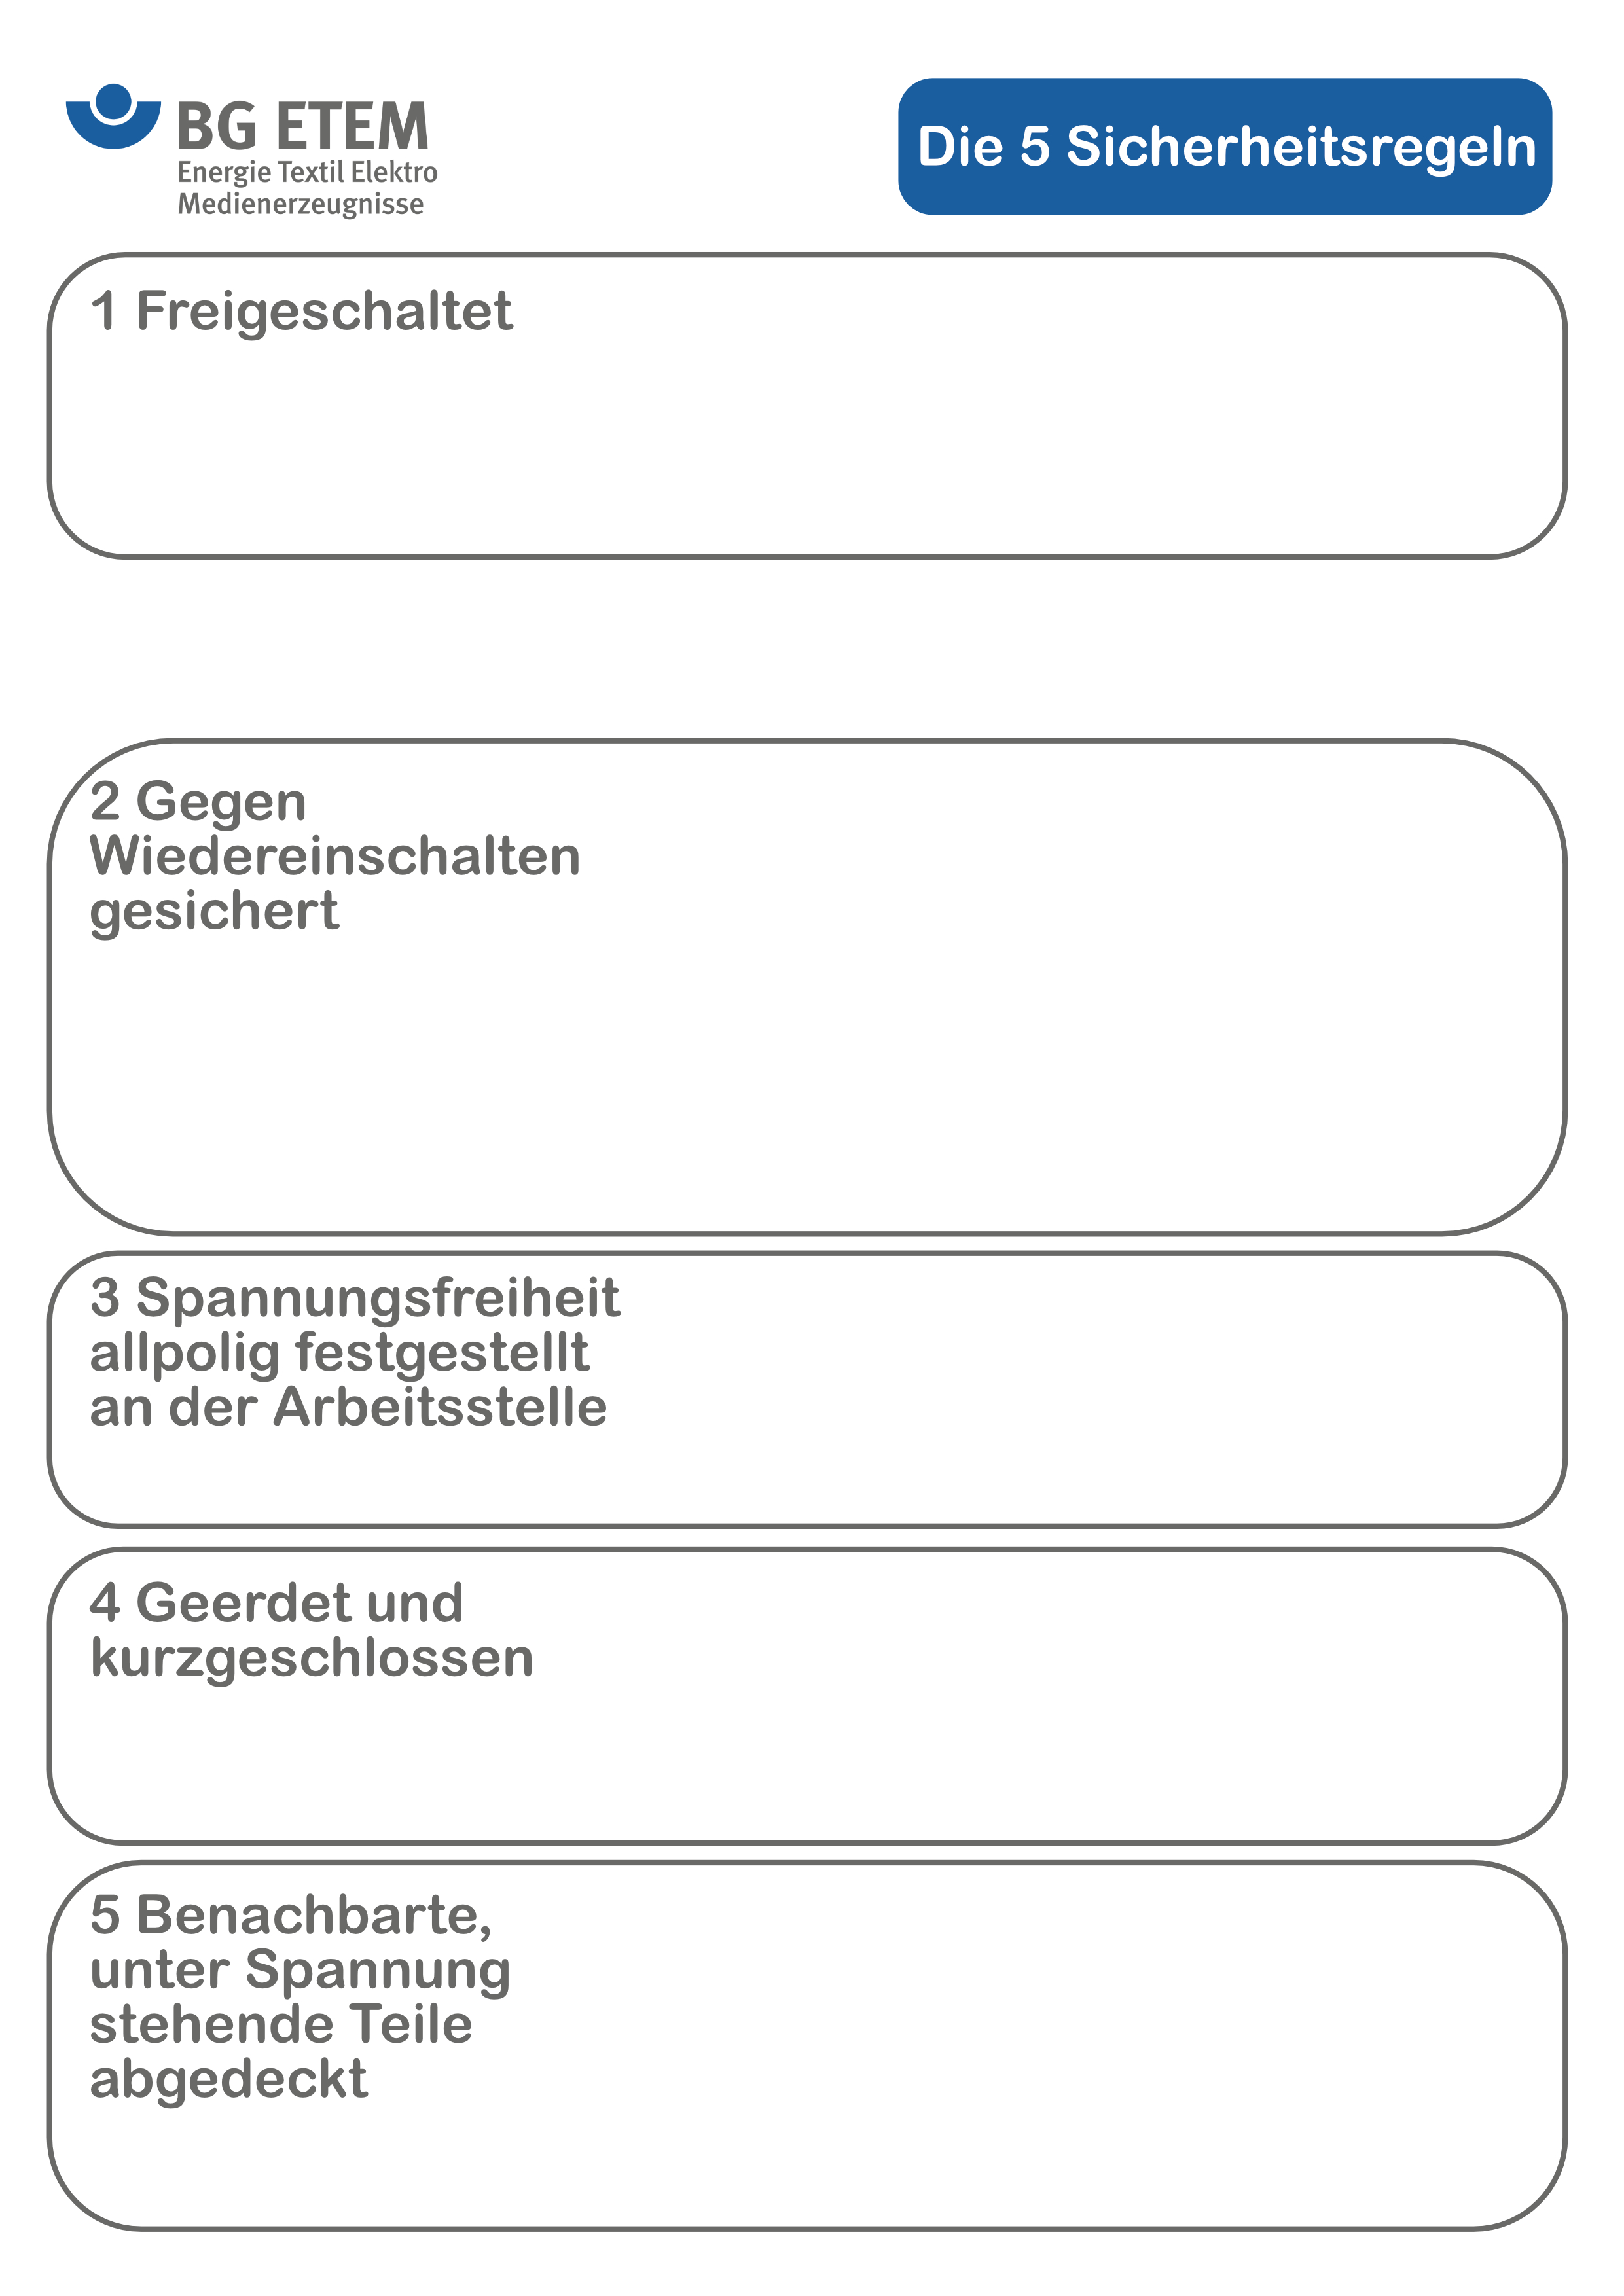 BG ETEM
Energie Textil Elektro
Medienerzeugnisse
Die 5 Sicherheitsregeln
1 Freigeschaltet
2 Gegen
Wiedereinschalten
gesichert
3 Spannungsfreiheit
allpolig festgestellt
an der Arbeitsstelle
4 Geerdet und
kurzgeschlossen
5 Benachbarte,
unter Spannung
stehende Teile
abgedeckt